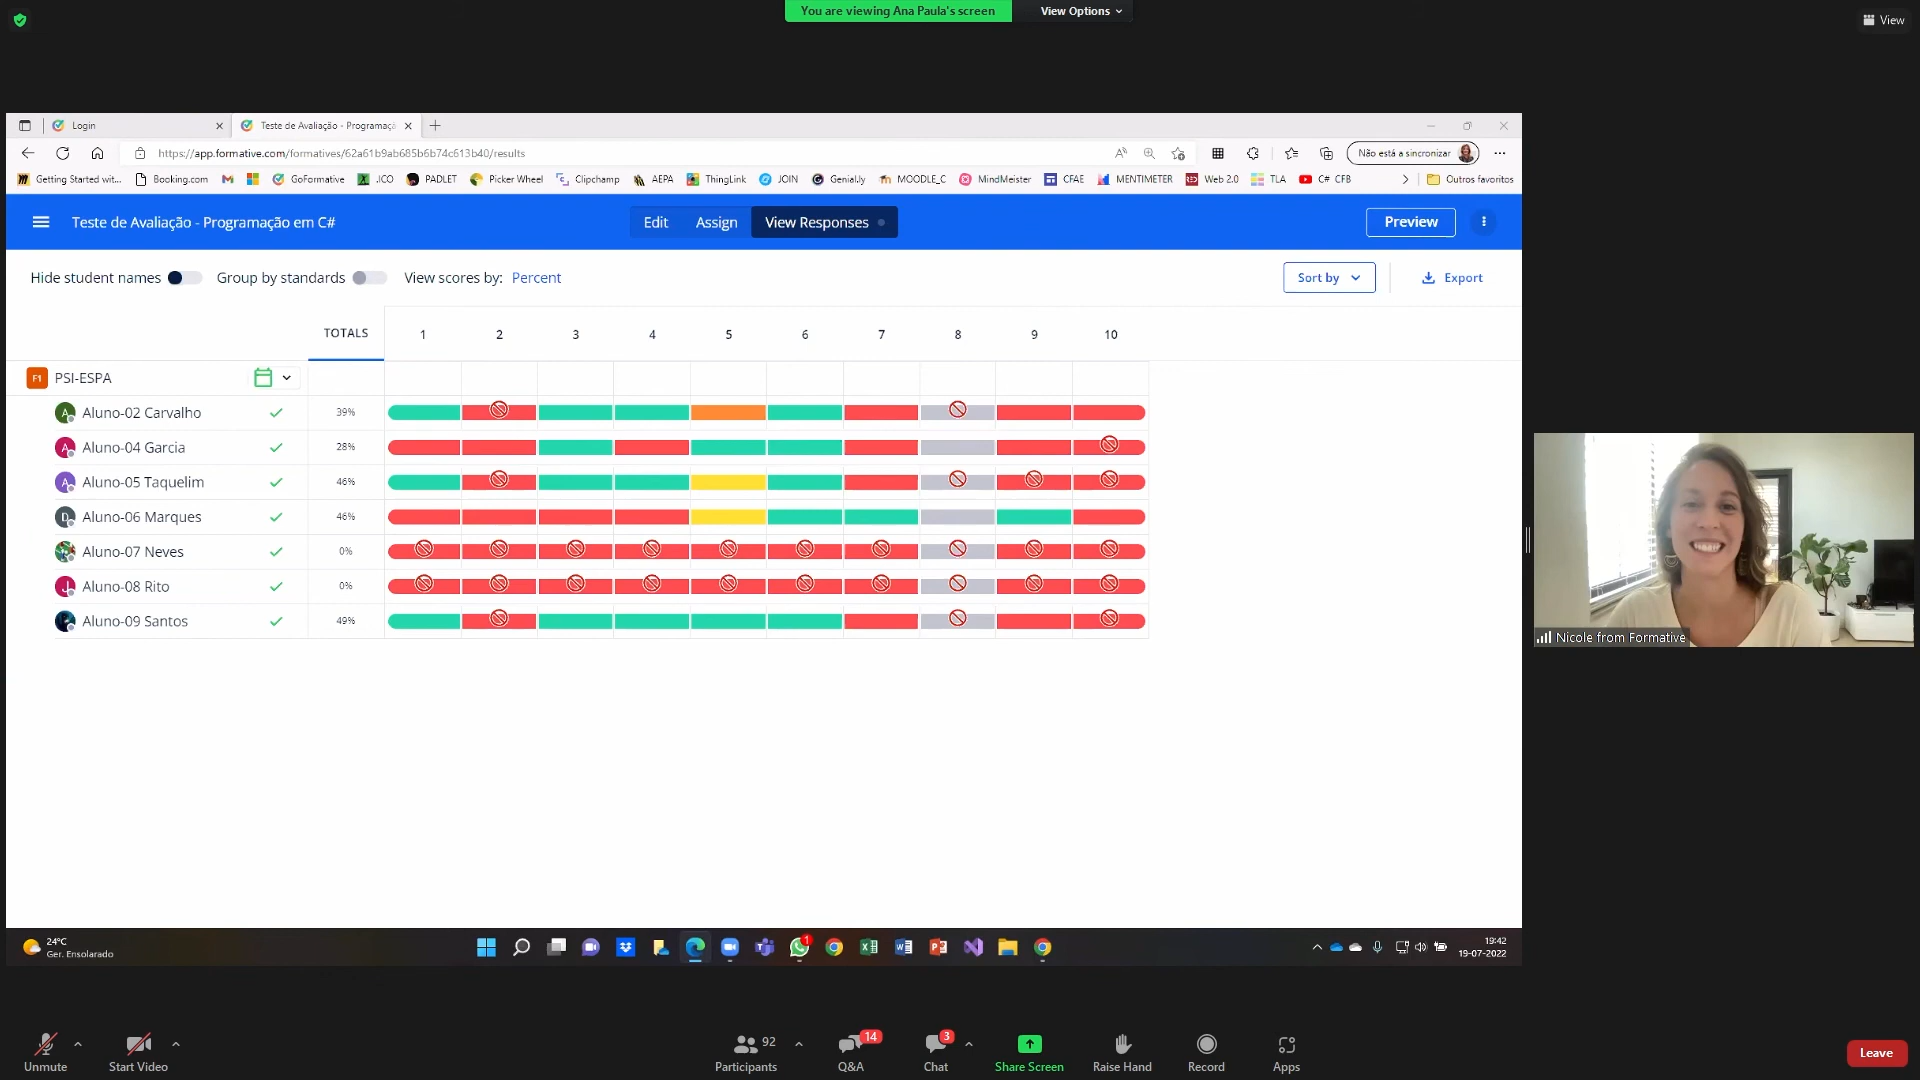 You are viewing Ana Paula's screen
View Options
View
Login
Teste de Avaliação - Programaçã
https://app.formative.com/formatives/62a61b9ab685b6b74c613b40/results
Não está a sincronizar
Getting Started wit...
Booking.com
GoFormative
.ICO
PADLET
Picker Wheel
Clipchamp
AEPA
ThingLink
JOIN
Genial.ly
MOODLE_C
MindMeister
CFAE
MENTIMETER
Web 2.0
TLA
C# CFB
Outros favoritos
Teste de Avaliação - Programação em C#
Edit
Assign
View Responses
Preview
Hide student names
Group by standards
View scores by: Percent
Sort by
Export
TOTALS 1 2 3 4 5 6 7 8 9 10
F1 PSI-ESPA
A Aluno-02 Carvalho 39%
A Aluno-04 Garcia 28%
A Aluno-05 Taquelim 46%
D Aluno-06 Marques 46%
Aluno-07 Neves 0%
J Aluno-08 Rito 0%
Aluno-09 Santos 49%
Nicole from Formative
24°C
Ger. Ensolarado
1
19:42
19-07-2022
Unmute
Start Video
92
Participants
14
Q&A
3
Chat
Share Screen
Raise Hand
Record
Apps
Leave